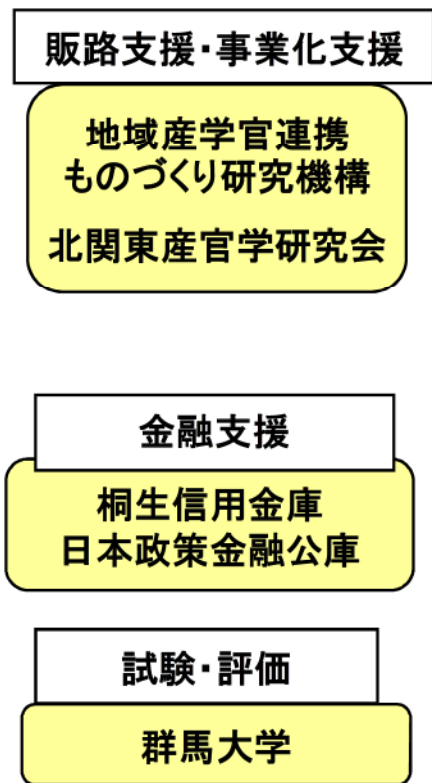 販路支援・事業化支援
地域産学官連携
ものづくり研究機構
北関東産官学研究会
金融支援
桐生信用金庫
日本政策金融公庫
試験・評価
群馬大学